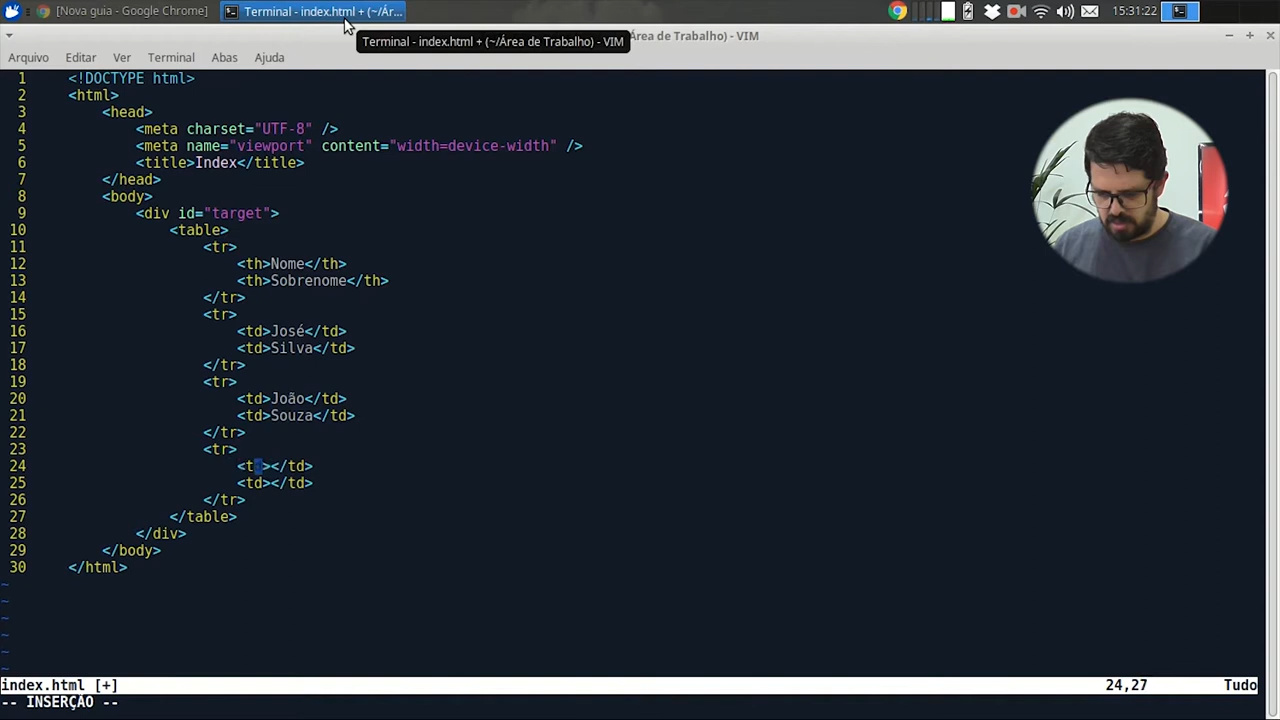 [Nova guia - Google Chrome]
Terminal - index.html + (~/Ár...
15:31:22
Terminal - index.html + (~/Área de Trabalho) - VIM
Área de Trabalho) - VIM
Arquivo Editar Ver Terminal Abas Ajuda
1 <!DOCTYPE html>
2 <html>
3 <head>
4 <meta charset="UTF-8" />
5 <meta name="viewport" content="width=device-width" />
6 <title>Index</title>
7 </head>
8 <body>
9 <div id="target">
10 <table>
11 <tr>
12 <th>Nome</th>
13 <th>Sobrenome</th>
14 </tr>
15 <tr>
16 <td>José</td>
17 <td>Silva</td>
18 </tr>
19 <tr>
20 <td>João</td>
21 <td>Souza</td>
22 </tr>
23 <tr>
24 <td></td>
25 <td></td>
26 </tr>
27 </table>
28 </div>
29 </body>
30 </html>
~
~
~
~
~
~
index.html [+] 24,27 Tudo
-- INSERÇÃO --